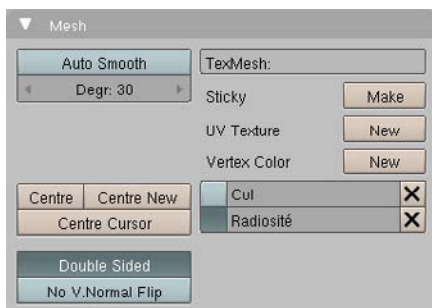 Mesh
Auto Smooth
Degr: 30
TexMesh:
Sticky
Make
UV Texture
New
Vertex Color
New
Centre
Centre New
Centre Cursor
Cul
Radiosité
Double Sided
No V.Normal Flip